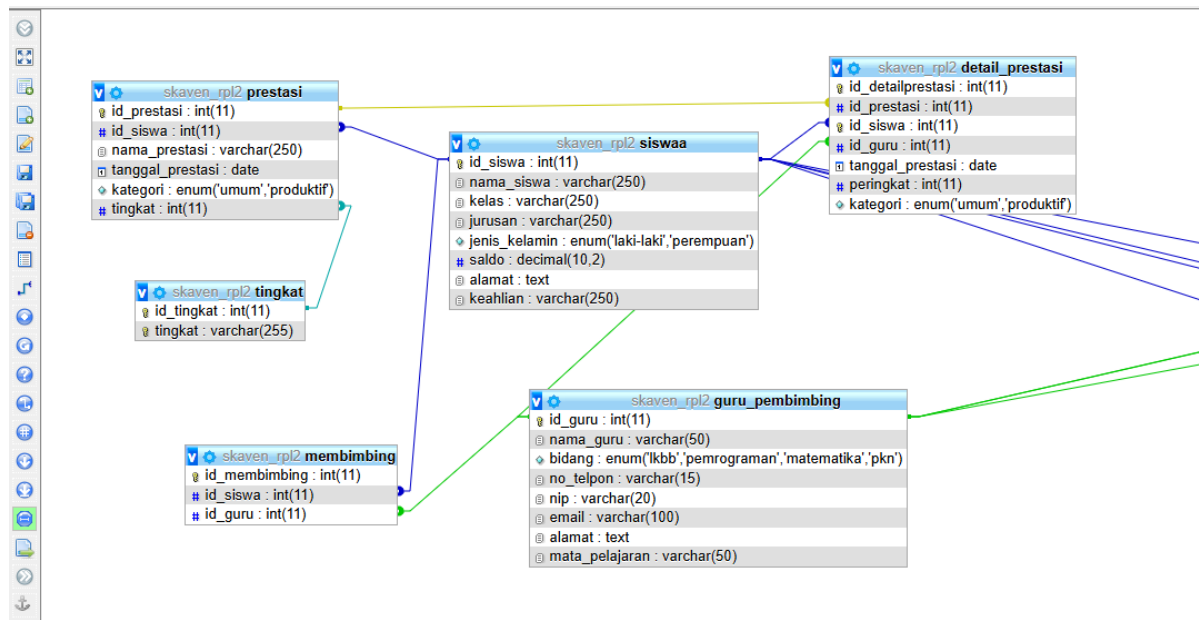 skaven_rpl2 prestasi
id_prestasi : int(11)
# id_siswa : int(11)
nama_prestasi : varchar(250)
tanggal_prestasi : date
kategori : enum('umum','produktif')
# tingkat : int(11)
skaven_rpl2 tingkat
id_tingkat : int(11)
tingkat : varchar(255)
skaven_rpl2 membimbing
id_membimbing : int(11)
# id_siswa : int(11)
# id_guru : int(11)
skaven_rpl2 siswaa
id_siswa : int(11)
nama_siswa : varchar(250)
kelas : varchar(250)
jurusan : varchar(250)
jenis_kelamin : enum('laki-laki','perempuan')
# saldo : decimal(10,2)
alamat : text
keahlian : varchar(250)
skaven_rpl2 guru_pembimbing
id_guru : int(11)
nama_guru : varchar(50)
bidang : enum('lkbb','pemrograman','matematika','pkn')
no_telpon : varchar(15)
nip : varchar(20)
email : varchar(100)
alamat : text
mata_pelajaran : varchar(50)
skaven_rpl2 detail_prestasi
id_detailprestasi : int(11)
# id_prestasi : int(11)
id_siswa : int(11)
# id_guru : int(11)
tanggal_prestasi : date
# peringkat : int(11)
kategori : enum('umum','produktif')